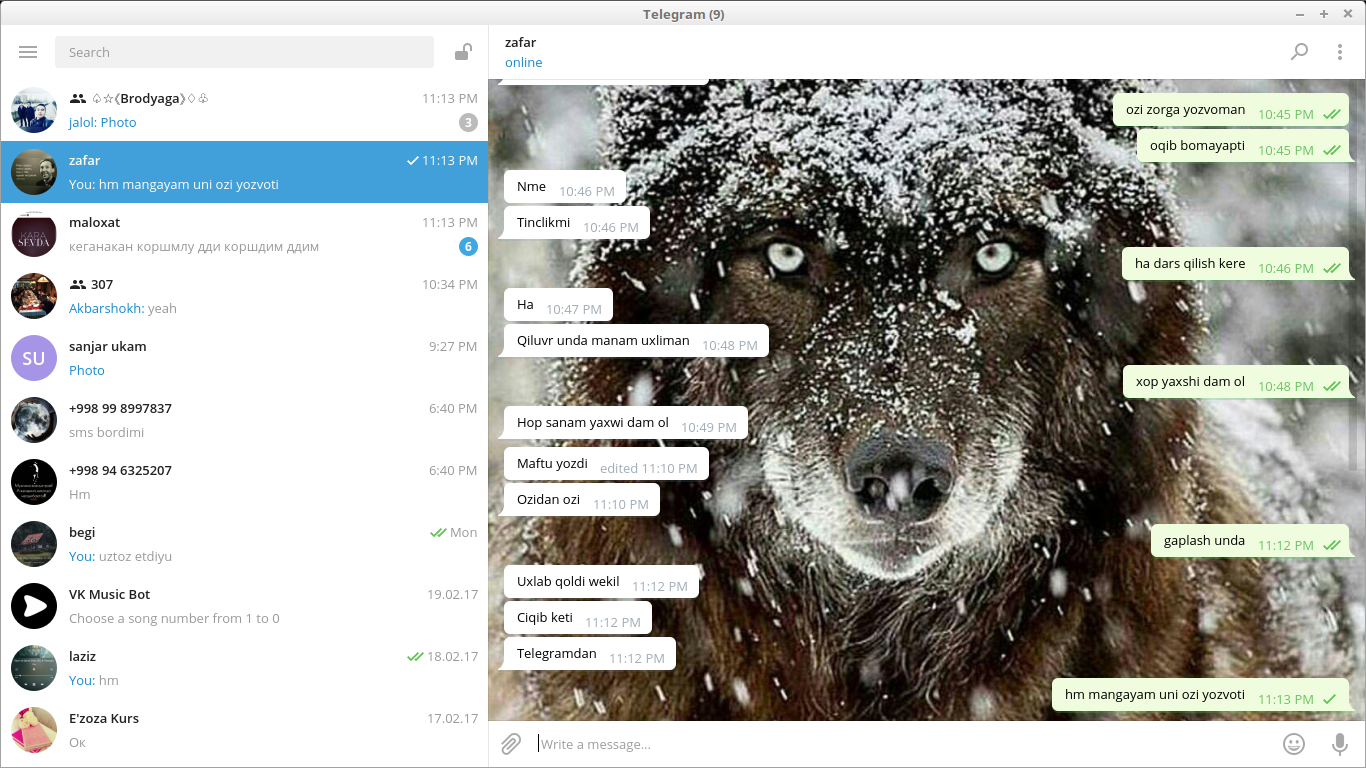 Telegram (9)
Search
♤☆《Brodyaga》♢♧
11:13 PM
jalol: Photo
3
zafar
11:13 PM
You: hm mangayam uni ozi yozvoti
maloxat
11:13 PM
кеганакан коршмлу дди коршдим ддим
6
KARA
SEVDA
307
10:34 PM
Akbarshokh: yeah
SU
sanjar ukam
9:27 PM
Photo
+998 99 8997837
6:40 PM
sms bordimi
+998 94 6325207
6:40 PM
Hm
begi
Mon
You: uztoz etdiyu
VK Music Bot
19.02.17
Choose a song number from 1 to 0
laziz
18.02.17
You: hm
E'zoza Kurs
17.02.17
Ок
zafar
online
ozi zorga yozvoman 10:45 PM
oqib bomayapti 10:45 PM
Nme 10:46 PM
Tinclikmi 10:46 PM
ha dars qilish kere 10:46 PM
Ha 10:47 PM
Qiluvr unda manam uxliman 10:48 PM
xop yaxshi dam ol 10:48 PM
Hop sanam yaxwi dam ol 10:49 PM
Maftu yozdi edited 11:10 PM
Ozidan ozi 11:10 PM
gaplash unda 11:12 PM
Uxlab qoldi wekil 11:12 PM
Ciqib keti 11:12 PM
Telegramdan 11:12 PM
hm mangayam uni ozi yozvoti 11:13 PM
Write a message...